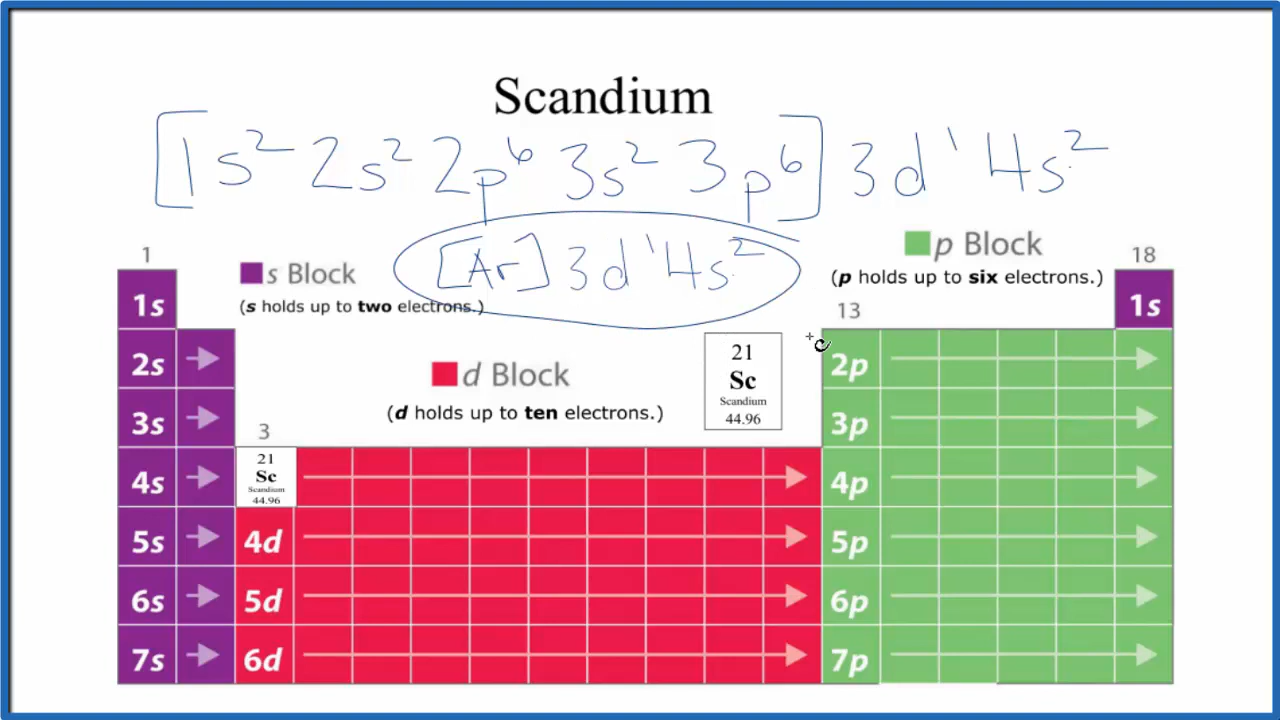 Scandium
[1s² 2s² 2p⁶ 3s² 3p⁶] 3d¹ 4s²
[Ar] 3d¹ 4s²
1
s Block
(s holds up to two electrons.)
p Block
(p holds up to six electrons.)
18
13
1s
1s
d Block
(d holds up to ten electrons.)
21
Sc
Scandium
44.96
2s
2p
3s
3p
3
4s
21
Sc
Scandium
44.96
4p
5s
4d
5p
6s
5d
6p
7s
6d
7p